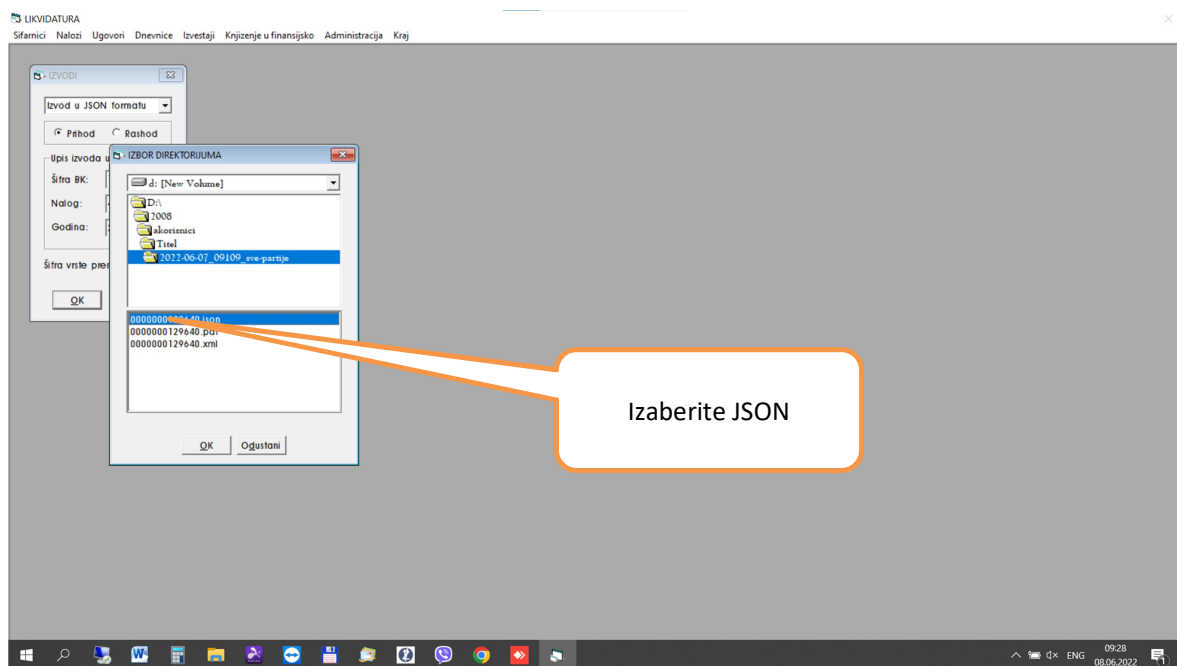 LIKVIDATURA
Sifarnici Nalozi Ugovori Dnevnice Izvestaji Knjizenje u finansijsko Administracija Kraj
IZVODI
Izvod u JSON formatu
Prihod Rashod
Upis izvoda u
Šifra BK:
Nalog:
Godina:
Šifra vrste
OK
IZBOR DIREKTORIJUMA
d: [New Volume]
D:\
2008
akorisnici
Titel
2022-06-07_09109_sve-partije
0000000129640.json
0000000129640.pdf
0000000129640.xml
OK Odustani
Izaberite JSON
ENG
09:28
08.06.2022